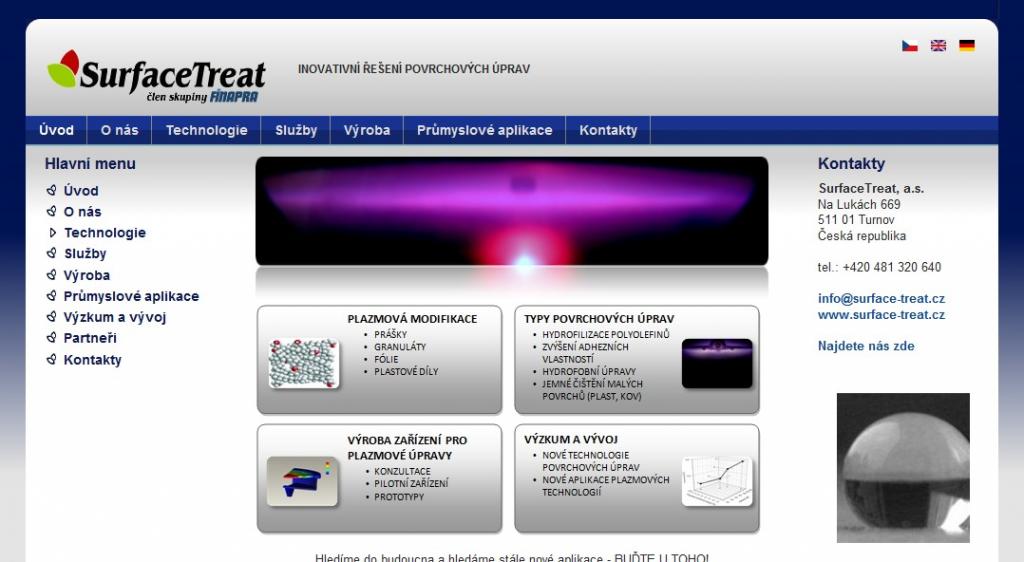 SurfaceTreat
člen skupiny FINAPRA
INOVATIVNÍ ŘEŠENÍ POVRCHOVÝCH ÚPRAV
Úvod
O nás
Technologie
Služby
Výroba
Průmyslové aplikace
Kontakty
Hlavní menu
Úvod
O nás
Technologie
Služby
Výroba
Průmyslové aplikace
Výzkum a vývoj
Partneři
Kontakty
PLAZMOVÁ MODIFIKACE
• PRÁŠKY
• GRANULÁTY
• FÓLIE
• PLASTOVÉ DÍLY
TYPY POVRCHOVÝCH ÚPRAV
• HYDROFILIZACE POLYOLEFINŮ
• ZVÝŠENÍ ADHEZNÍCH
VLASTNOSTÍ
• HYDROFOBNÍ ÚPRAVY
• JEMNÉ ČIŠTĚNÍ MALÝCH
POVRCHŮ (PLAST, KOV)
VÝROBA ZAŘÍZENÍ PRO
PLAZMOVÉ ÚPRAVY
• KONZULTACE
• PILOTNÍ ZAŘÍZENÍ
• PROTOTYPY
VÝZKUM A VÝVOJ
• NOVÉ TECHNOLOGIE
POVRCHOVÝCH ÚPRAV
• NOVÉ APLIKACE PLAZMOVÝCH
TECHNOLOGIÍ
Hledíme do budoucna a hledáme stále nové aplikace - BUĎTE U TOHO!
Kontakty
SurfaceTreat, a.s.
Na Lukách 669
511 01 Turnov
Česká republika
tel.: +420 481 320 640
info@surface-treat.cz
www.surface-treat.cz
Najdete nás zde